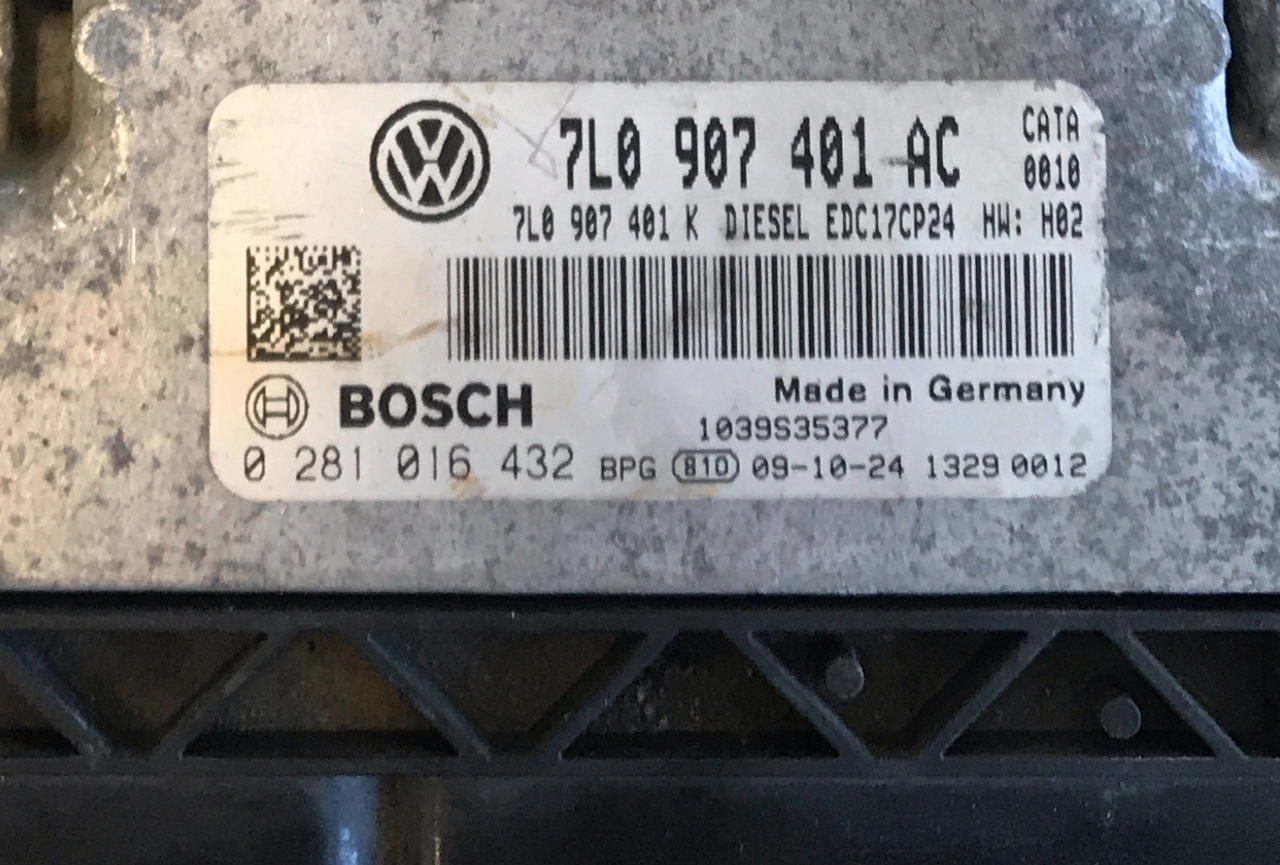 7L0 907 401 AC
CATA
0010
7L0 907 401 K DIESEL EDC17CP24 HW: H02
BOSCH
Made in Germany
1039S35377
0 281 016 432 BPG 810 09-10-24 1329 0012